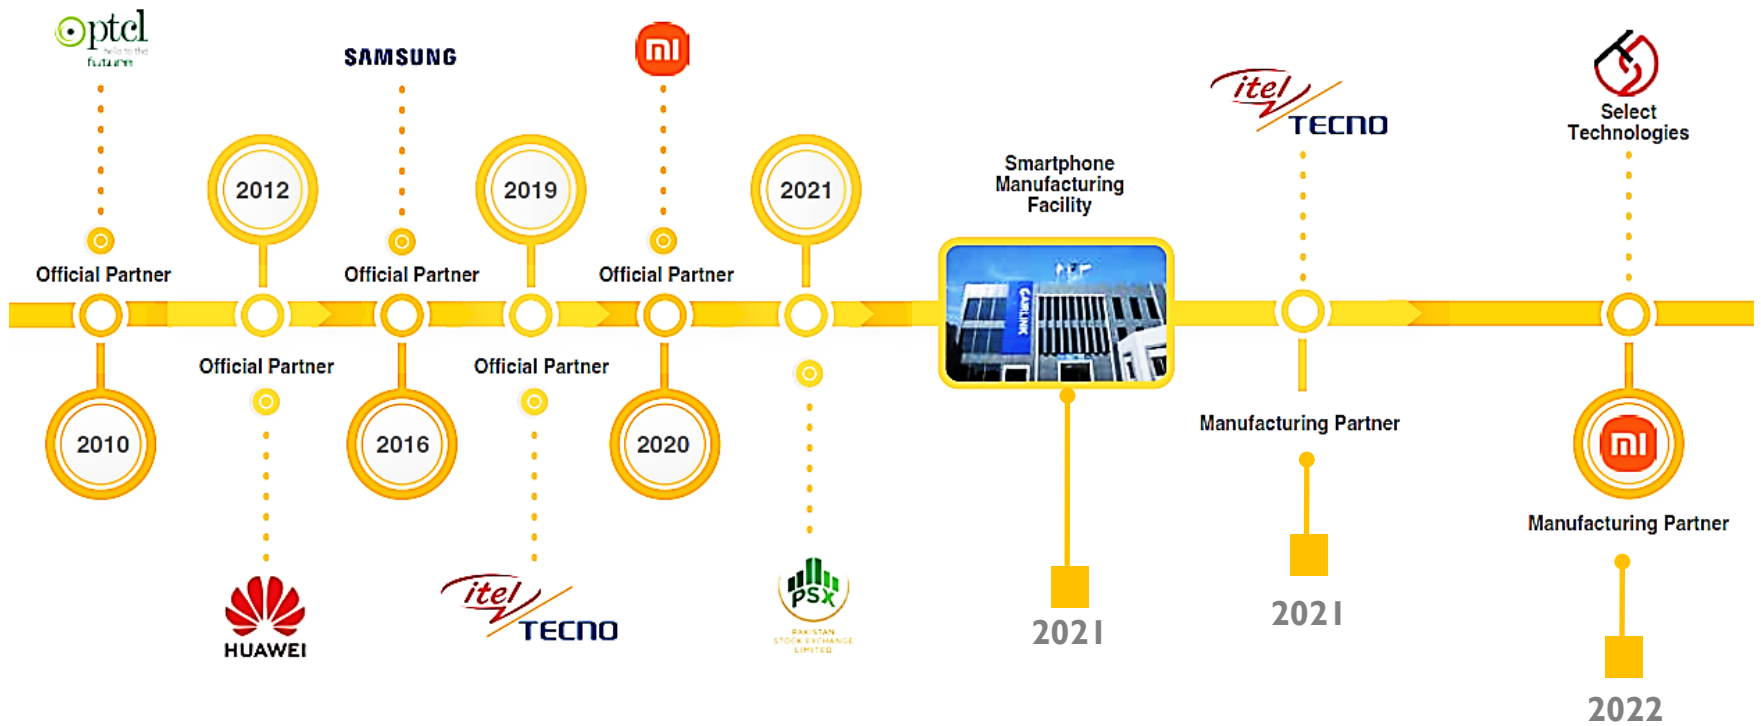 ptcl
hello to the
future
Official Partner
2010
2012
Official Partner
HUAWEI
SAMSUNG
Official Partner
2016
2019
Official Partner
itel
TECNO
mi
Official Partner
2020
2021
PSX
PAKISTAN
STOCK EXCHANGE
LIMITED
Smartphone
Manufacturing
Facility
2021
itel
TECNO
Manufacturing Partner
2021
Select
Technologies
mi
Manufacturing Partner
2022